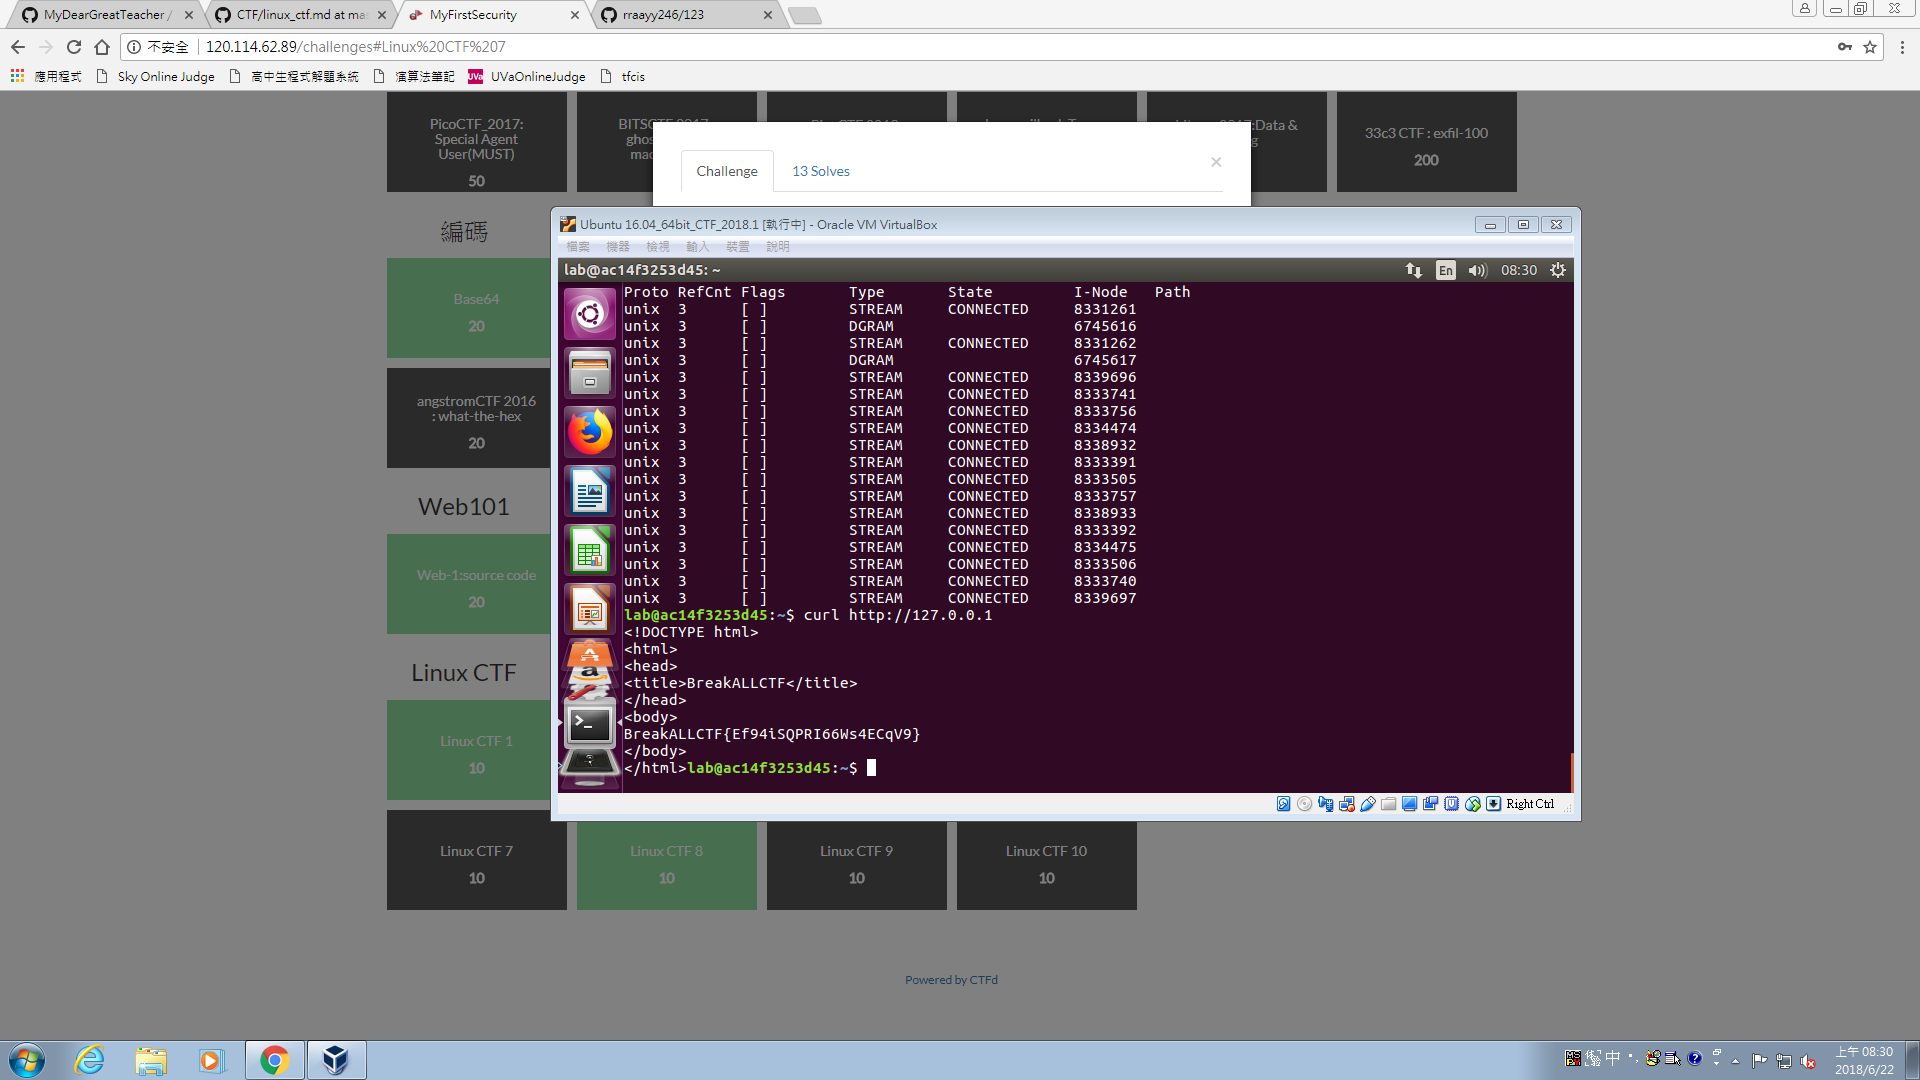 MyDearGreatTeacher /
CTF/linux_ctf.md at mas
MyFirstSecurity
rraayy246/123
不安全 120.114.62.89/challenges#Linux%20CTF%207
應用程式 Sky Online Judge 高中生程式解題系統 演算法筆記 UVa UVaOnlineJudge tfcis
PicoCTF_2017:
Special Agent
User(MUST)
50
:Data &
33c3 CTF : exfil-100
200
Challenge
13 Solves
×
編碼
Base64
20
angstromCTF 2016
: what-the-hex
20
Web101
Web-1:source code
20
Linux CTF
Linux CTF 1
10
Ubuntu 16.04_64bit_CTF_2018.1 [執行中] - Oracle VM VirtualBox
檔案 機器 檢視 輸入 裝置 說明
lab@ac14f3253d45: ~
En
08:30
Proto RefCnt Flags Type State I-Node Path
unix 3 [ ] STREAM CONNECTED 8331261
unix 3 [ ] DGRAM 6745616
unix 3 [ ] STREAM CONNECTED 8331262
unix 3 [ ] DGRAM 6745617
unix 3 [ ] STREAM CONNECTED 8339696
unix 3 [ ] STREAM CONNECTED 8333741
unix 3 [ ] STREAM CONNECTED 8333756
unix 3 [ ] STREAM CONNECTED 8334474
unix 3 [ ] STREAM CONNECTED 8338932
unix 3 [ ] STREAM CONNECTED 8333391
unix 3 [ ] STREAM CONNECTED 8333505
unix 3 [ ] STREAM CONNECTED 8333757
unix 3 [ ] STREAM CONNECTED 8338933
unix 3 [ ] STREAM CONNECTED 8333392
unix 3 [ ] STREAM CONNECTED 8334475
unix 3 [ ] STREAM CONNECTED 8333506
unix 3 [ ] STREAM CONNECTED 8333740
unix 3 [ ] STREAM CONNECTED 8339697
lab@ac14f3253d45:~$ curl http://127.0.0.1
<!DOCTYPE html>
<html>
<head>
<title>BreakALLCTF</title>
</head>
<body>
BreakALLCTF{Ef94iSQPRI66Ws4ECqV9}
</body>
</html>lab@ac14f3253d45:~$
Right Ctrl
Linux CTF 7
10
Linux CTF 8
10
Linux CTF 9
10
Linux CTF 10
10
Powered by CTFd
中
上午 08:30
2018/6/22